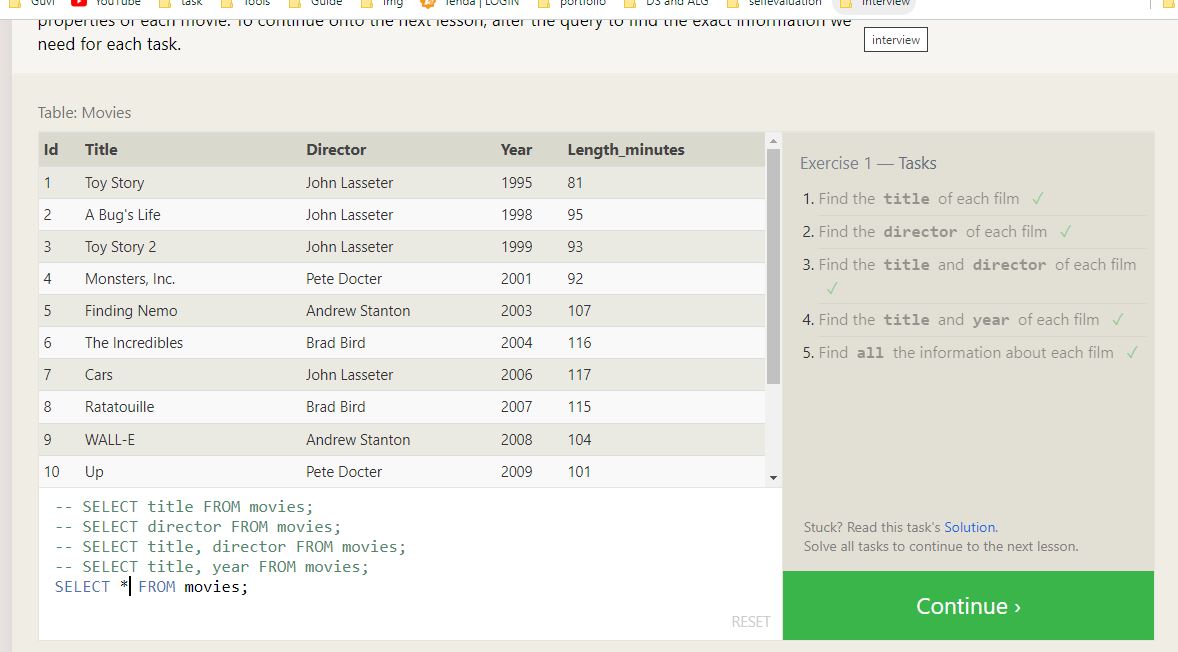 Guvi YouTube task Tools Guide img Tenda | LOGIN portfolio DS and ALG selfevaluation interview
properties of each movie. To continue onto the next lesson, alter the query to find the exact information we
need for each task.
interview
Table: Movies
Id Title Director Year Length_minutes
1 Toy Story John Lasseter 1995 81
2 A Bug's Life John Lasseter 1998 95
3 Toy Story 2 John Lasseter 1999 93
4 Monsters, Inc. Pete Docter 2001 92
5 Finding Nemo Andrew Stanton 2003 107
6 The Incredibles Brad Bird 2004 116
7 Cars John Lasseter 2006 117
8 Ratatouille Brad Bird 2007 115
9 WALL-E Andrew Stanton 2008 104
10 Up Pete Docter 2009 101
-- SELECT title FROM movies;
-- SELECT director FROM movies;
-- SELECT title, director FROM movies;
-- SELECT title, year FROM movies;
SELECT * FROM movies;
RESET
Exercise 1 — Tasks
1. Find the title of each film ✓
2. Find the director of each film ✓
3. Find the title and director of each film
✓
4. Find the title and year of each film ✓
5. Find all the information about each film ✓
Stuck? Read this task's Solution.
Solve all tasks to continue to the next lesson.
Continue ›